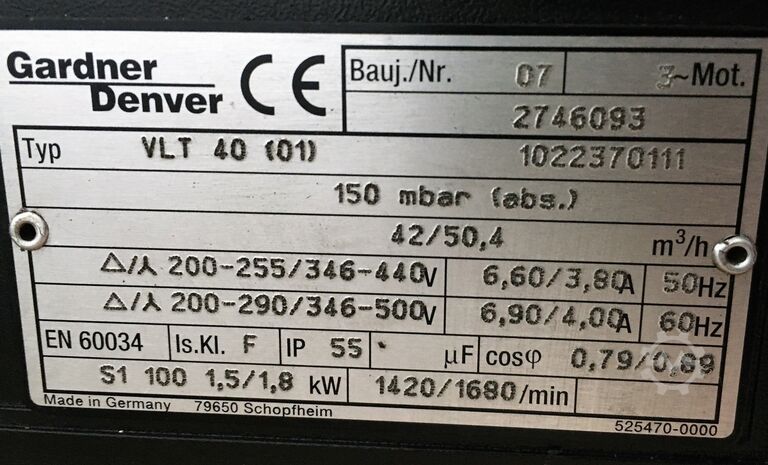 Gardner Denver CE
Bauj./Nr. 07 3~Mot.
2746093
Typ VLT 40 (01) 1022370111
150 mbar (abs.)
42/50,4 m³/h
△/⅄ 200-255/346-440V 6,60/3,80A 50Hz
△/⅄ 200-290/346-500V 6,90/4,00A 60Hz
EN 60034 Is.Kl. F IP 55 µF cosφ 0,79/0,89
S1 100 1,5/1,8 kW 1420/1680/min
Made in Germany 79650 Schopfheim
525470-0000